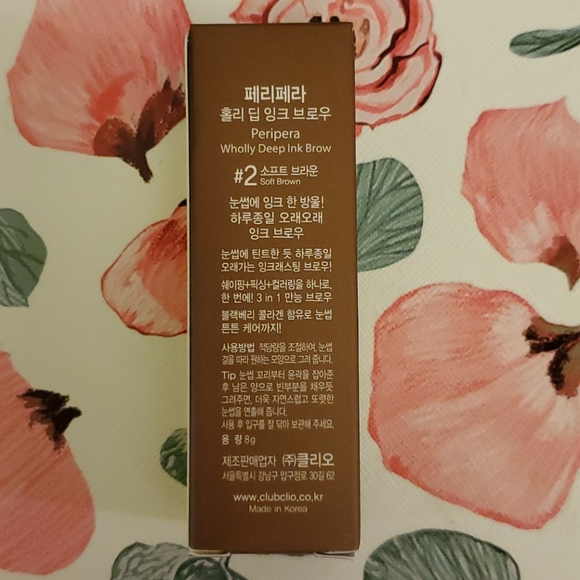 페리페라
홀리 딥 잉크 브로우
Peripera
Wholly Deep Ink Brow
#2 소프트 브라운
Soft Brown
눈썹에 잉크 한 방울!
하루종일 오래오래
잉크 브로우
눈썹에 틴트한 듯 하루종일
오래가는 잉크래스팅 브로우!
쉐이핑+픽싱+컬러링을 하나로,
한 번에! 3 in 1 만능 브로우
블랙베리 콜라겐 함유로 눈썹
튼튼 케어까지!
사용방법 적당량을 조절하여, 눈썹
결을 따라 원하는 모양으로 그려 줍니다.
Tip 눈썹 꼬리부터 윤곽을 잡아준
후 남은 양으로 빈부분을 채우듯
그려주면, 더욱 자연스럽고 또렷한
눈썹을 연출해 줍니다.
사용 후 입구를 잘 닦아 보관해 주세요.
용 량 8g
제조판매업자 (주)클리오
서울특별시 강남구 압구정로 30길 62
www.clubclio.co.kr
Made in Korea